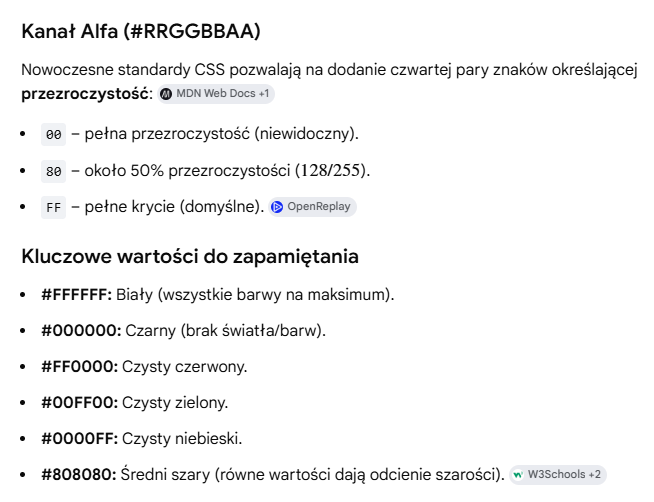 Kanał Alfa (#RRGGBBAA)
Nowoczesne standardy CSS pozwalają na dodanie czwartej pary znaków określającej
przezroczystość: MDN Web Docs +1
• 00 – pełna przezroczystość (niewidoczny).
• 80 – około 50% przezroczystości (128/255).
• FF – pełne krycie (domyślne). OpenReplay
Kluczowe wartości do zapamiętania
• #FFFFFF: Biały (wszystkie barwy na maksimum).
• #000000: Czarny (brak światła/barw).
• #FF0000: Czysty czerwony.
• #00FF00: Czysty zielony.
• #0000FF: Czysty niebieski.
• #808080: Średni szary (równe wartości dają odcienie szarości). W3Schools +2